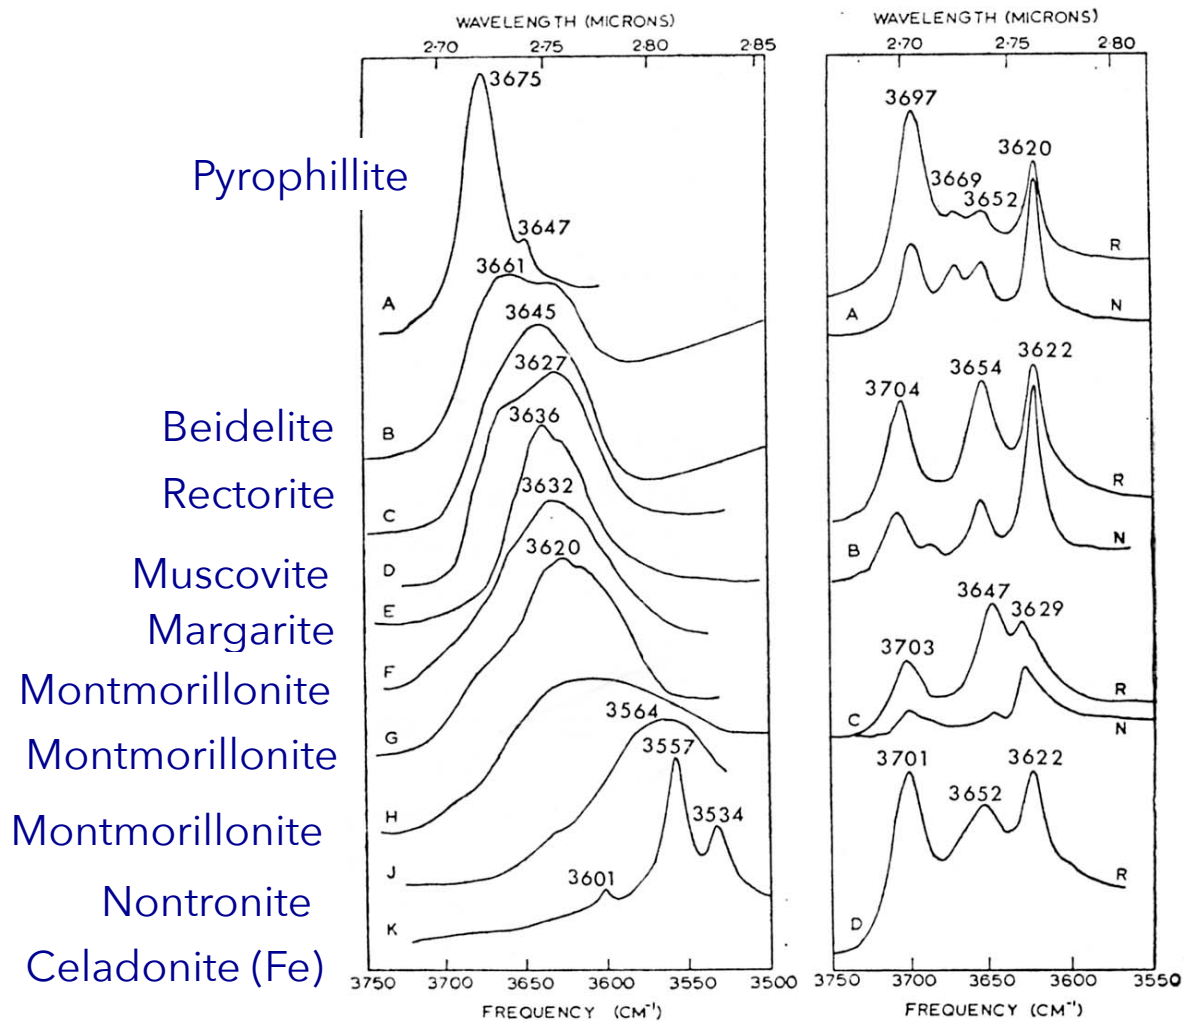 WAVELENGTH (MICRONS)
2·70 2·75 2·80 2·85
3675
Pyrophillite
3647
3661
A
3645
3627
Beidelite
B
3636
Rectorite
C
3632
Muscovite
D
3620
Margarite
E
Montmorillonite
F
Montmorillonite
G
3564
3557
Montmorillonite
H
3534
Nontronite
J
3601
Celadonite (Fe)
K
3750 3700 3650 3600 3550 3500
FREQUENCY (CM⁻¹)
WAVELENGTH (MICRONS)
2·70 2·75 2·80
3697
3620
3669
3652
R
A
N
3704 3654 3622
R
B
N
3647
3629
3703
R
C
N
3701
3652
3622
R
D
3750 3700 3650 3600 3550
FREQUENCY (CM⁻¹)